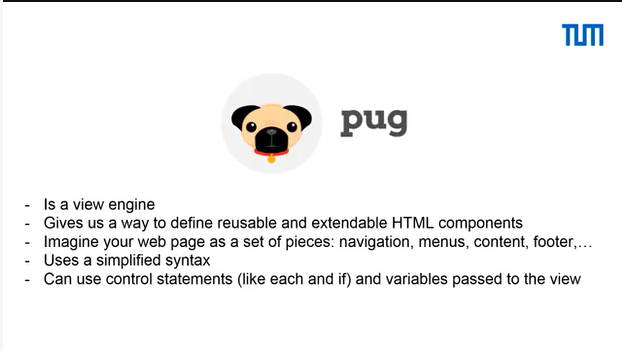 TUM
pug
- Is a view engine
- Gives us a way to define reusable and extendable HTML components
- Imagine your web page as a set of pieces: navigation, menus, content, footer,…
- Uses a simplified syntax
- Can use control statements (like each and if) and variables passed to the view